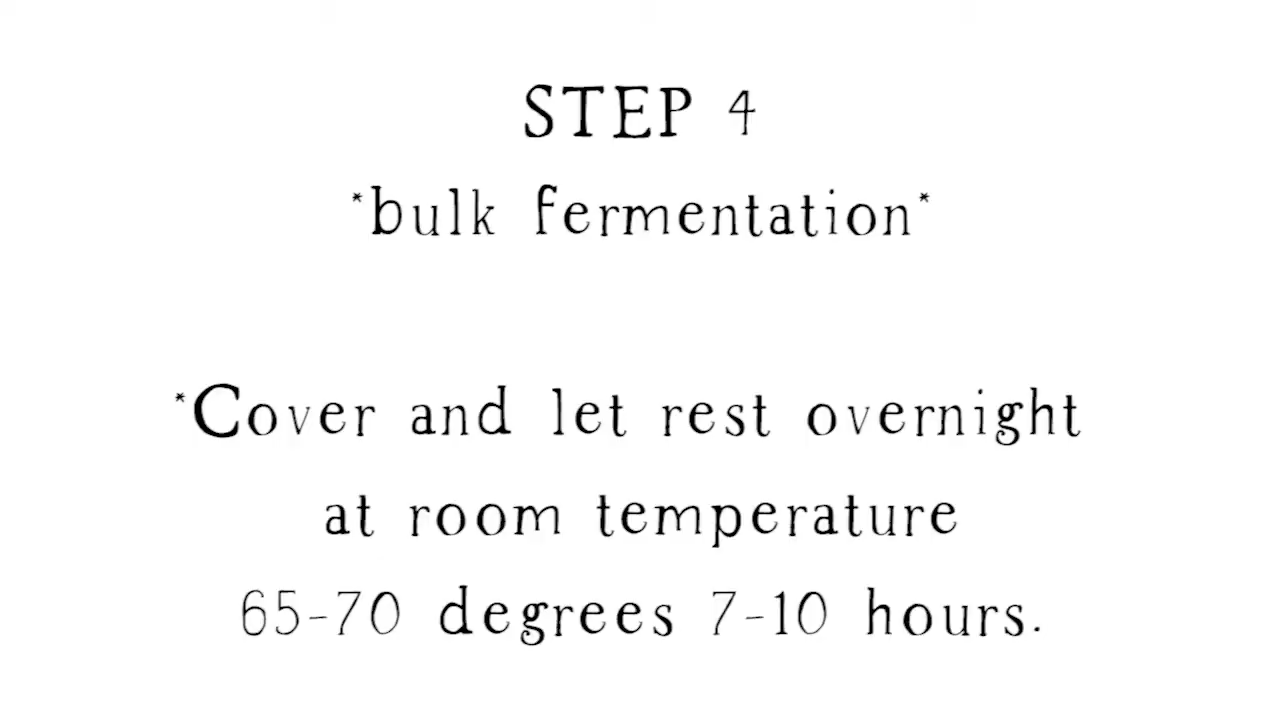 STEP 4
*bulk fermentation*
*Cover and let rest overnight
at room temperature
65-70 degrees 7-10 hours.